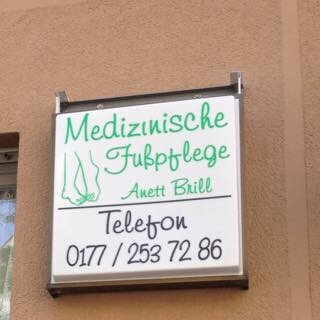 Medizinische
Fußpflege
Anett Brill
Telefon
0177 / 253 72 86